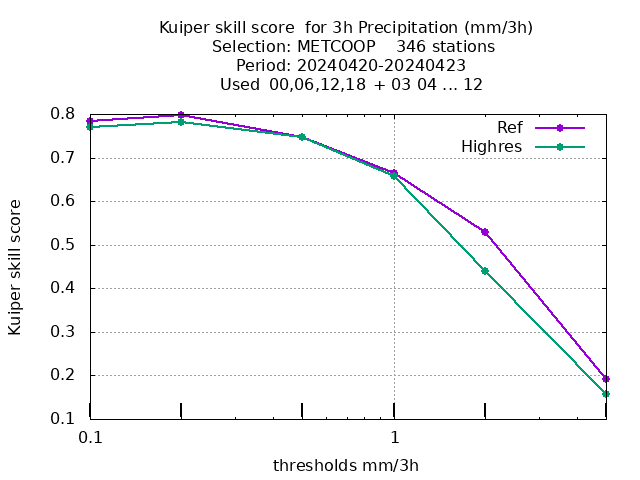 Kuiper skill score  for 3h Precipitation (mm/3h)
Selection: METCOOP    346 stations
Period: 20240420-20240423
Used 00,06,12,18 + 03 04 ... 12
Ref
Highres
Kuiper skill score
0.8
0.7
0.6
0.5
0.4
0.3
0.2
0.1
0.1
1
thresholds mm/3h